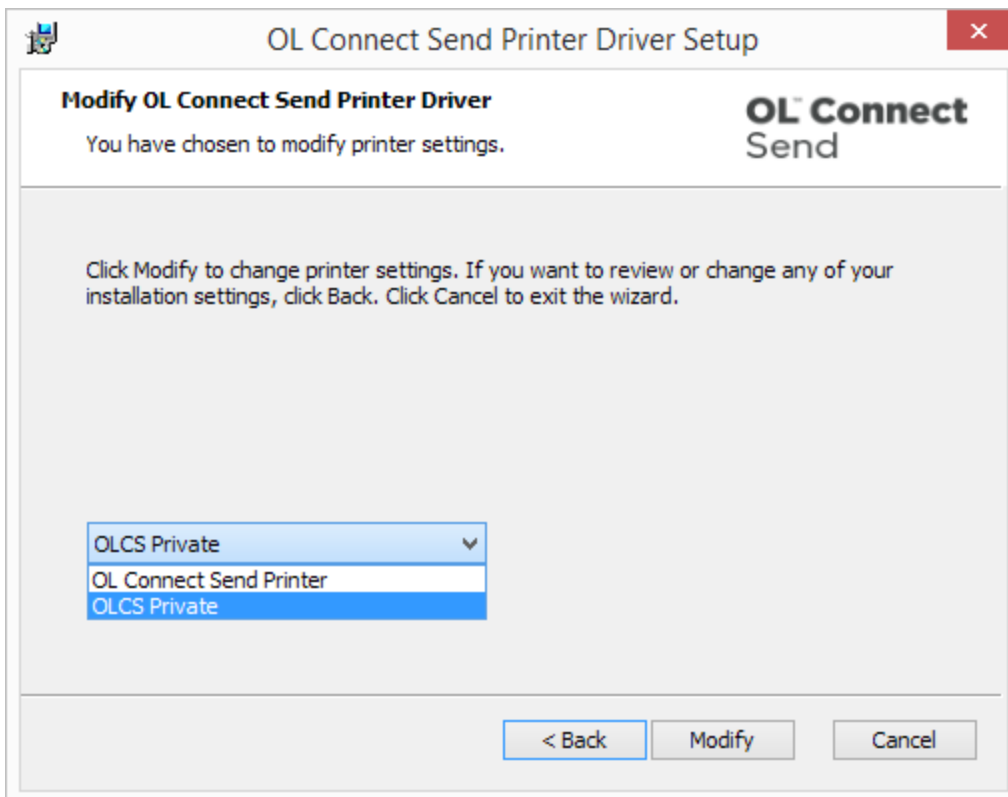 OL Connect Send Printer Driver Setup
Modify OL Connect Send Printer Driver
You have chosen to modify printer settings.
OL™ Connect
Send
Click Modify to change printer settings. If you want to review or change any of your
installation settings, click Back. Click Cancel to exit the wizard.
OLCS Private
OL Connect Send Printer
OLCS Private
< Back
Modify
Cancel